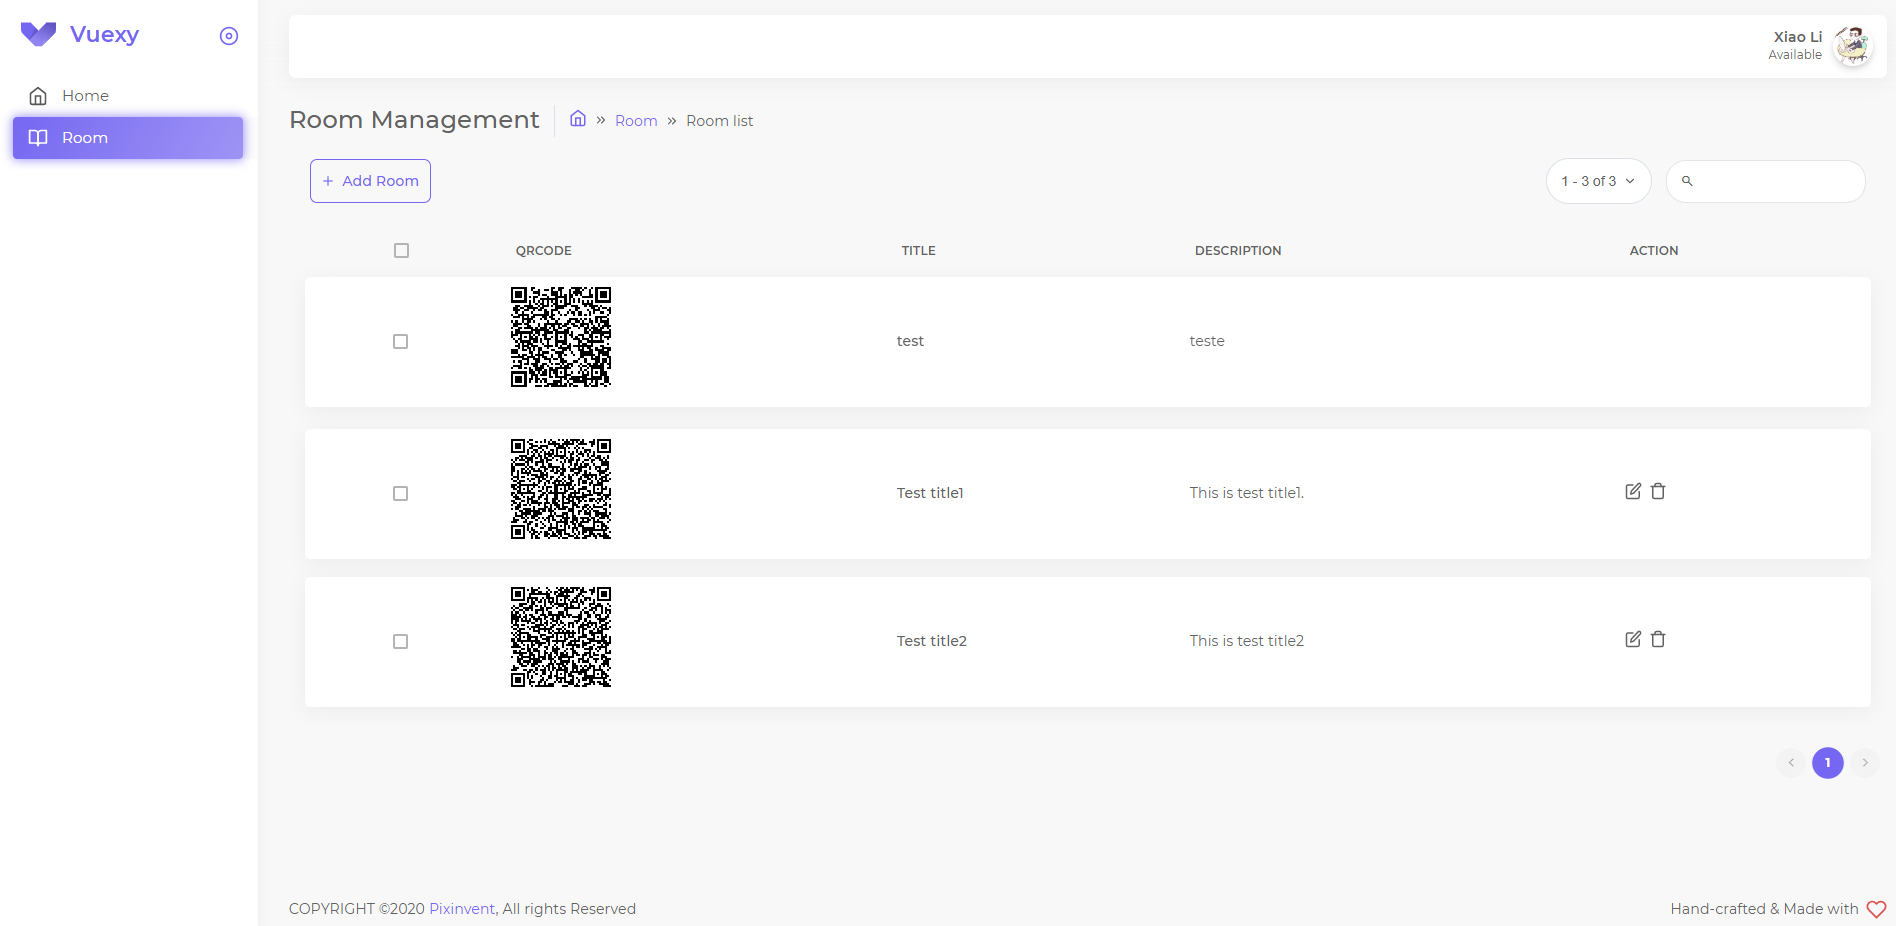 Vuexy
Home
Room
Xiao Li
Available
Room Management
» Room » Room list
+ Add Room
1 - 3 of 3
QRCODE TITLE DESCRIPTION ACTION
test teste
Test title1 This is test title1.
Test title2 This is test title2
1
COPYRIGHT ©2020 Pixinvent, All rights Reserved
Hand-crafted & Made with